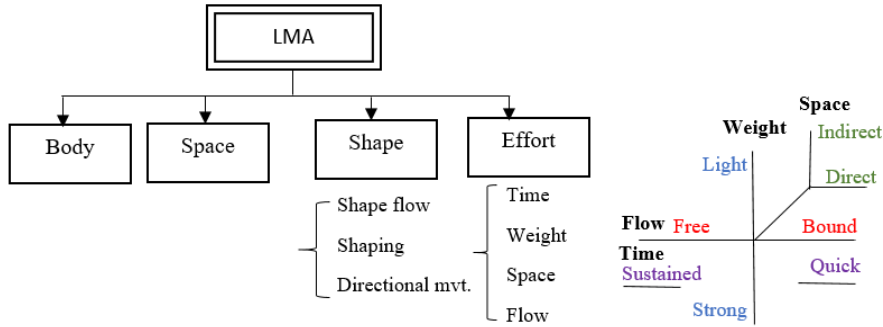 LMA
Body
Space
Shape
Effort
Shape flow
Shaping
Directional mvt.
Time
Weight
Space
Flow
Space
Weight
Indirect
Light
Direct
Flow Free
Bound
Time
Sustained
Quick
Strong